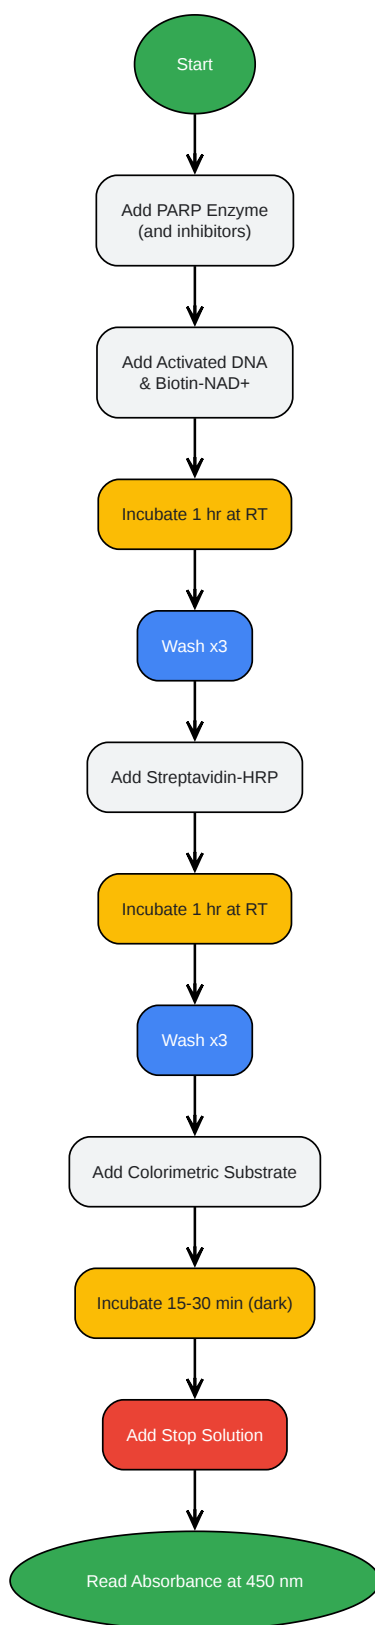 Start
Add PARP Enzyme
(and inhibitors)
Add Activated DNA
& Biotin-NAD+
Incubate 1 hr at RT
Wash x3
Add Streptavidin-HRP
Incubate 1 hr at RT
Wash x3
Add Colorimetric Substrate
Incubate 15-30 min (dark)
Add Stop Solution
Read Absorbance at 450 nm